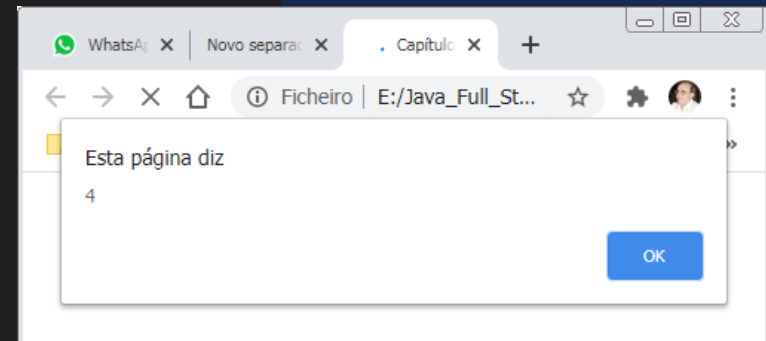 WhatsAp
Novo separac
Capítulo
Ficheiro | E:/Java_Full_St...
Esta página diz
4
OK